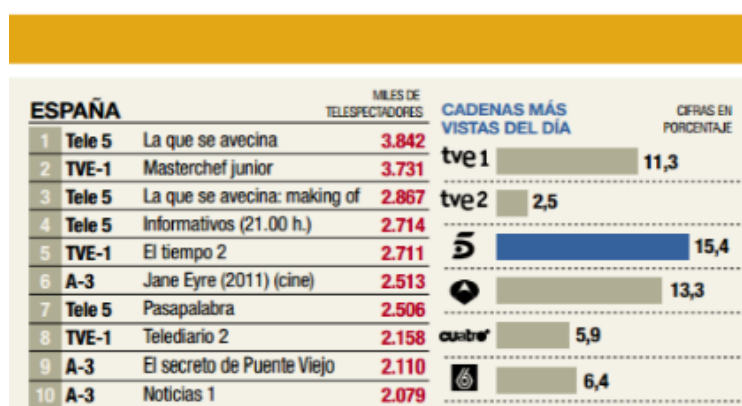 ESPAÑA MILES DE TELESPECTADORES
1 Tele 5 La que se avecina 3.842
2 TVE-1 Masterchef junior 3.731
3 Tele 5 La que se avecina: making of 2.867
4 Tele 5 Informativos (21.00 h.) 2.714
5 TVE-1 El tiempo 2 2.711
6 A-3 Jane Eyre (2011) (cine) 2.513
7 Tele 5 Pasapalabra 2.506
8 TVE-1 Telediario 2 2.158
9 A-3 El secreto de Puente Viejo 2.110
10 A-3 Noticias 1 2.079
CADENAS MÁS
VISTAS DEL DÍA
CIFRAS EN
PORCENTAJE
tve1 11,3
tve2 2,5
5 15,4
13,3
cuatro 5,9
6 6,4